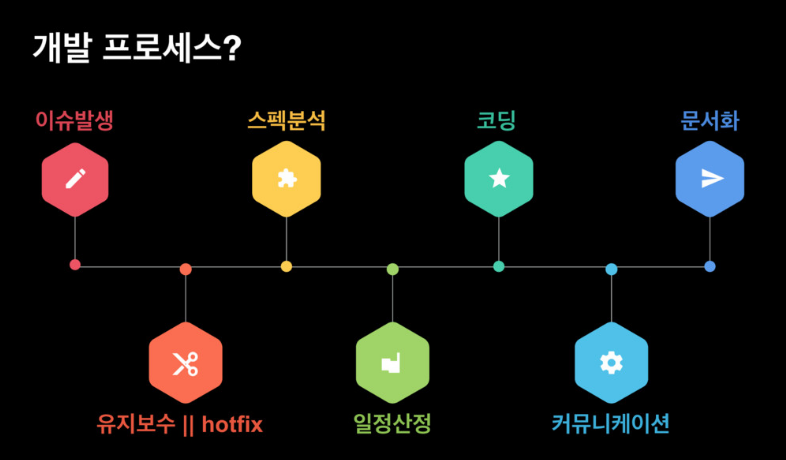 개발 프로세스?
이슈발생
스펙분석
코딩
문서화
유지보수 || hotfix
일정산정
커뮤니케이션